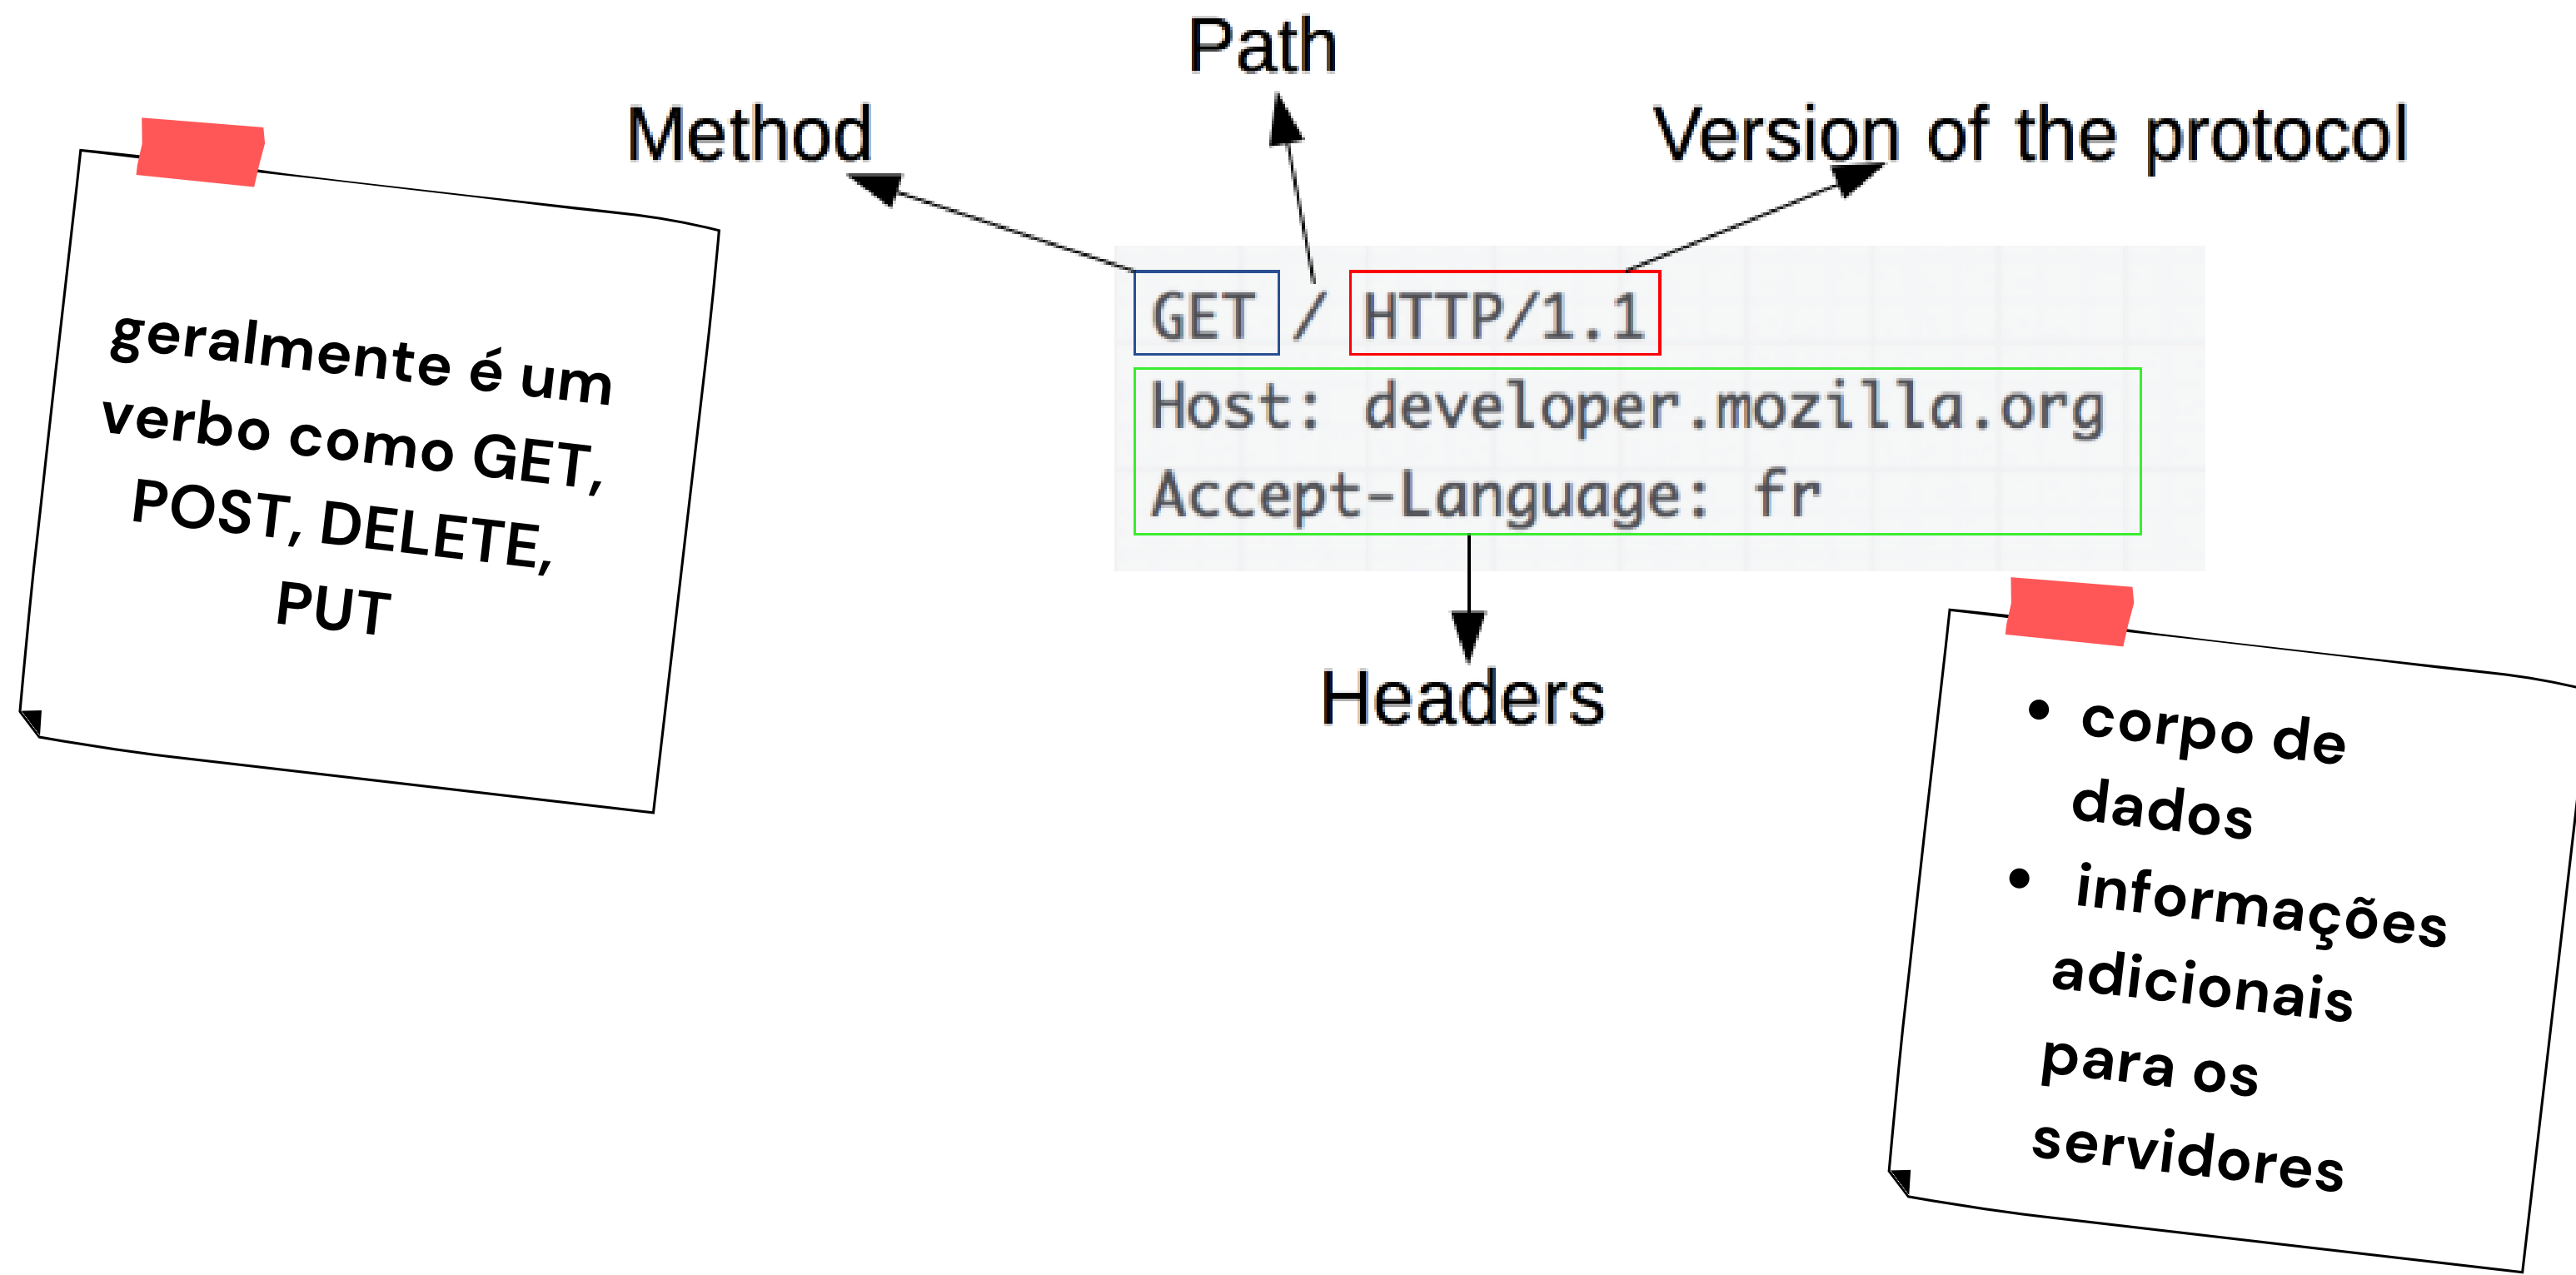 Path
Method
Version of the protocol
GET / HTTP/1.1
Host: developer.mozilla.org
Accept-Language: fr
Headers
geralmente é um
verbo como GET,
POST, DELETE,
PUT
• corpo de
dados
• informações
adicionais
para os
servidores